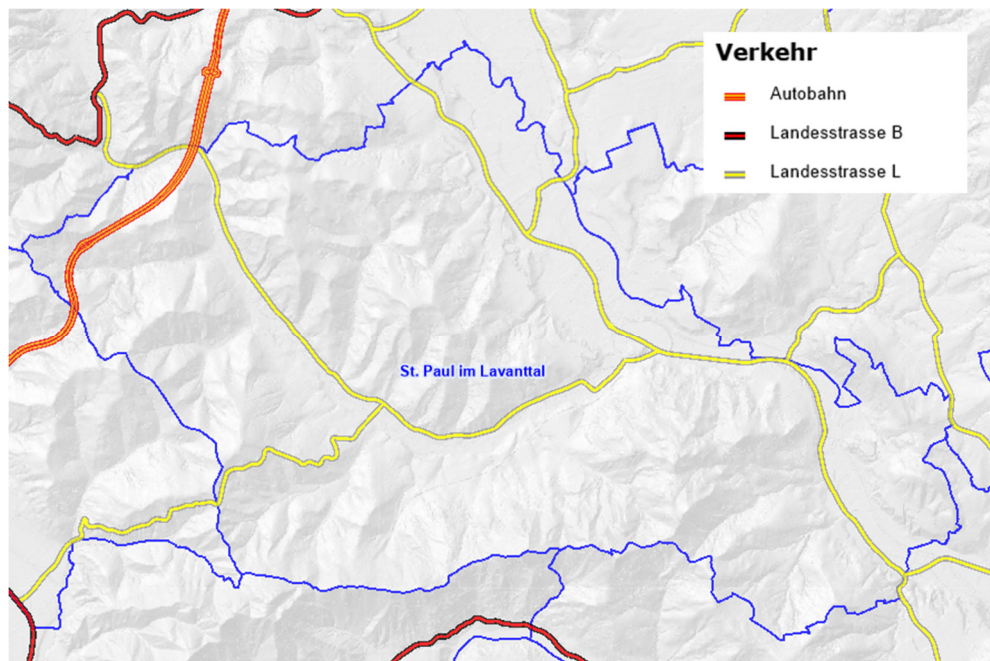 Verkehr
Autobahn
Landesstrasse B
Landesstrasse L
St. Paul im Lavanttal